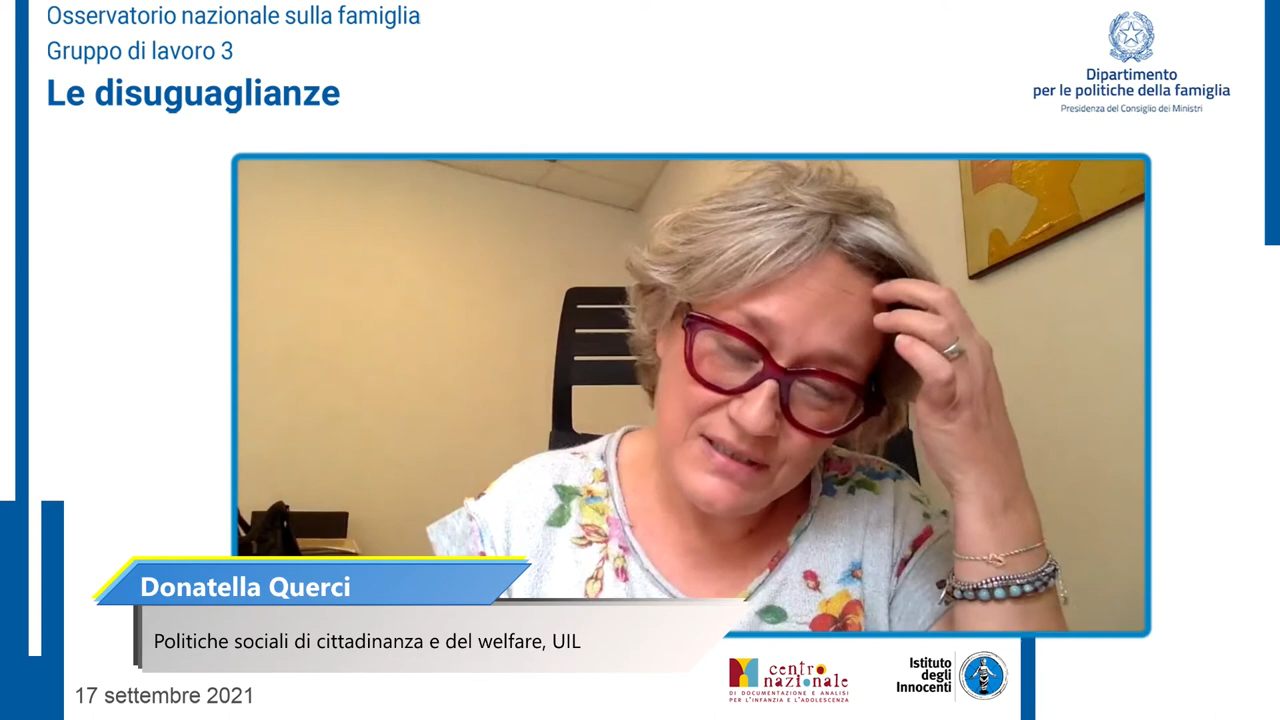 Osservatorio nazionale sulla famiglia
Gruppo di lavoro 3
Le disuguaglianze
Dipartimento
per le politiche della famiglia
Presidenza del Consiglio dei Ministri
Donatella Querci
Politiche sociali di cittadinanza e del welfare, UIL
17 settembre 2021
centro
nazionale
DI DOCUMENTAZIONE E ANALISI
PER L'INFANZIA E L'ADOLESCENZA
Istituto
degli
Innocenti